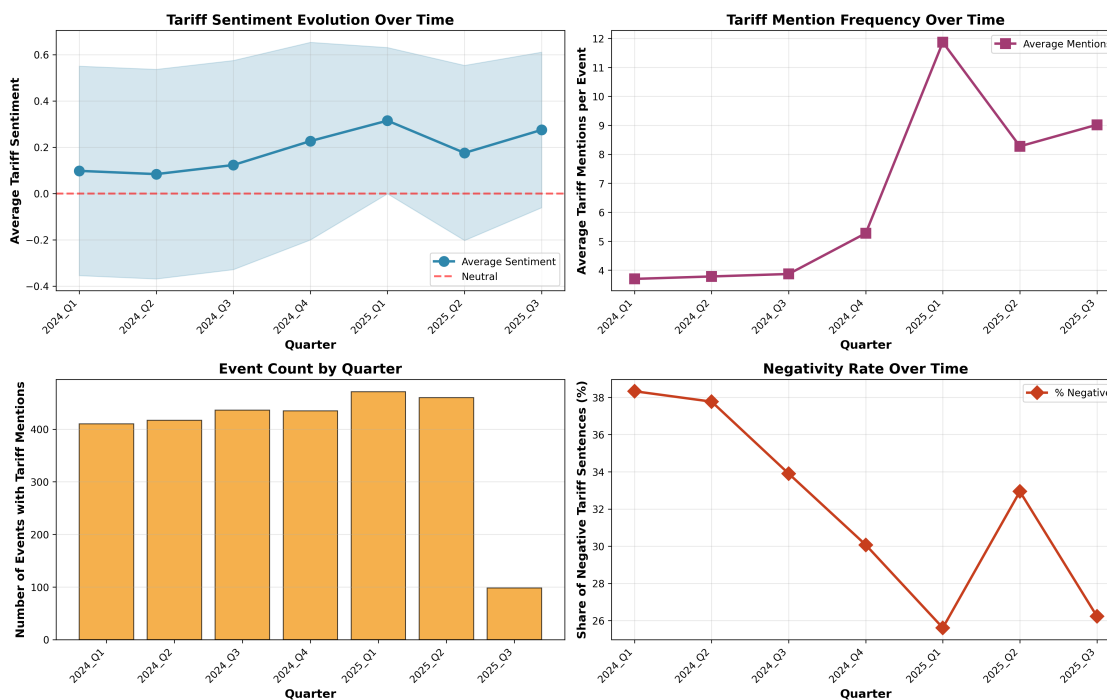 Tariff Sentiment Evolution Over Time
Average Tariff Sentiment
0.6
0.4
0.2
0.0
−0.2
−0.4
Average Sentiment
Neutral
2024_Q1
2024_Q2
2024_Q3
2024_Q4
2025_Q1
2025_Q2
2025_Q3
Quarter
Tariff Mention Frequency Over Time
Average Tariff Mentions per Event
12
11
10
9
8
7
6
5
4
Average Mention
2024_Q1
2024_Q2
2024_Q3
2024_Q4
2025_Q1
2025_Q2
2025_Q3
Quarter
Event Count by Quarter
Number of Events with Tariff Mentions
400
300
200
100
0
2024_Q1
2024_Q2
2024_Q3
2024_Q4
2025_Q1
2025_Q2
2025_Q3
Quarter
Negativity Rate Over Time
Share of Negative Tariff Sentences (%)
38
36
34
32
30
28
26
% Negative
2024_Q1
2024_Q2
2024_Q3
2024_Q4
2025_Q1
2025_Q2
2025_Q3
Quarter